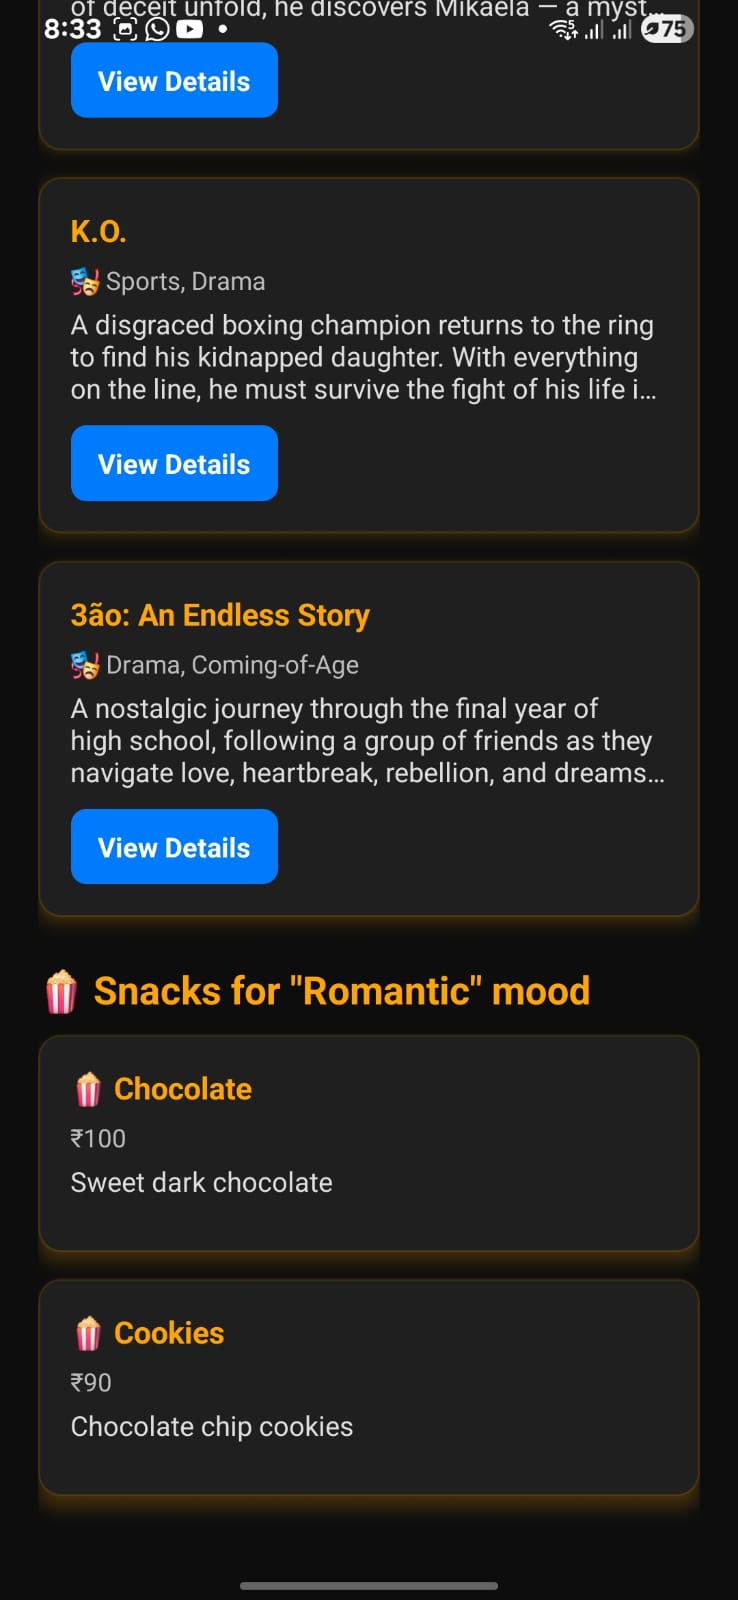 of deceit unfold, he discovers Mikaela — a myst...
8:33
5
75
View Details
K.O.
Sports, Drama
A disgraced boxing champion returns to the ring
to find his kidnapped daughter. With everything
on the line, he must survive the fight of his life i...
View Details
3ão: An Endless Story
Drama, Coming-of-Age
A nostalgic journey through the final year of
high school, following a group of friends as they
navigate love, heartbreak, rebellion, and dreams...
View Details
🍿 Snacks for "Romantic" mood
🍿 Chocolate
₹100
Sweet dark chocolate
🍿 Cookies
₹90
Chocolate chip cookies